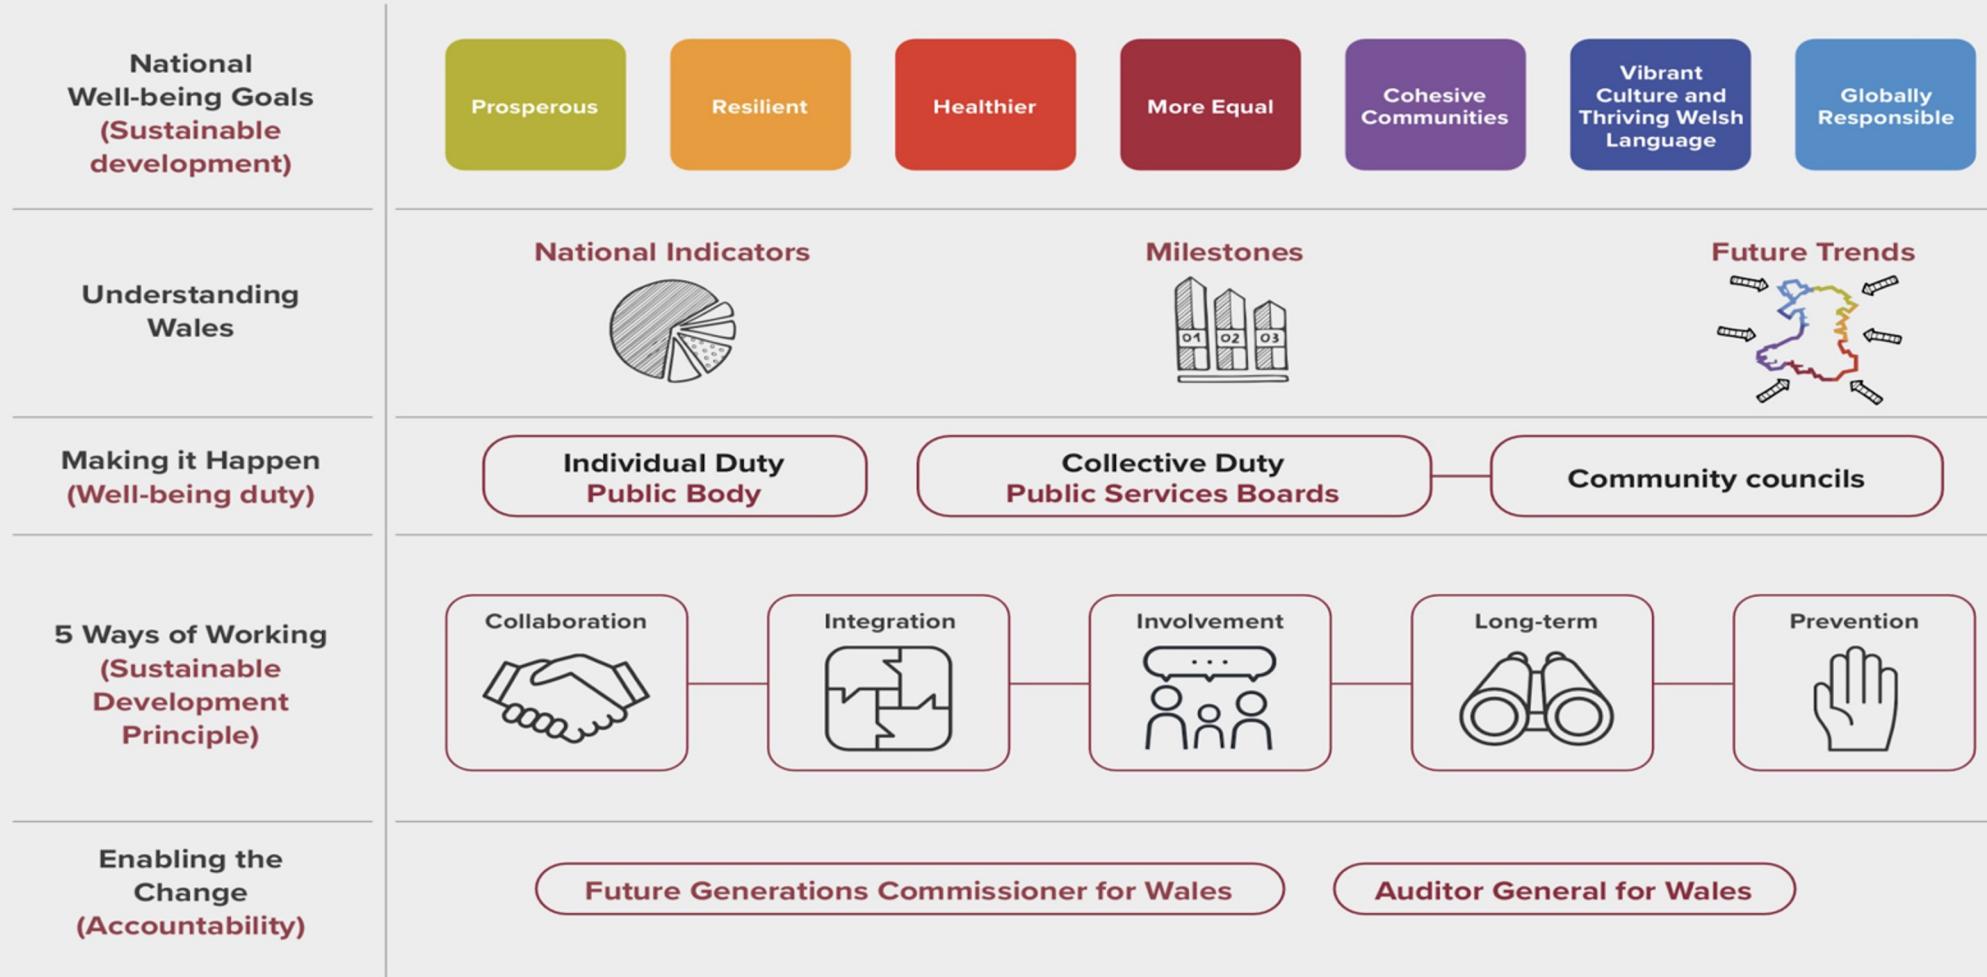 National
Well-being Goals
(Sustainable
development)
Prosperous
Resilient
Healthier
More Equal
Cohesive
Communities
Vibrant
Culture and
Thriving Welsh
Language
Globally
Responsible
Understanding
Wales
National Indicators
Milestones
01 02 03
Future Trends
Making it Happen
(Well-being duty)
Individual Duty
Public Body
Collective Duty
Public Services Boards
Community councils
5 Ways of Working
(Sustainable
Development
Principle)
Collaboration
Integration
Involvement
Long-term
Prevention
Enabling the
Change
(Accountability)
Future Generations Commissioner for Wales
Auditor General for Wales